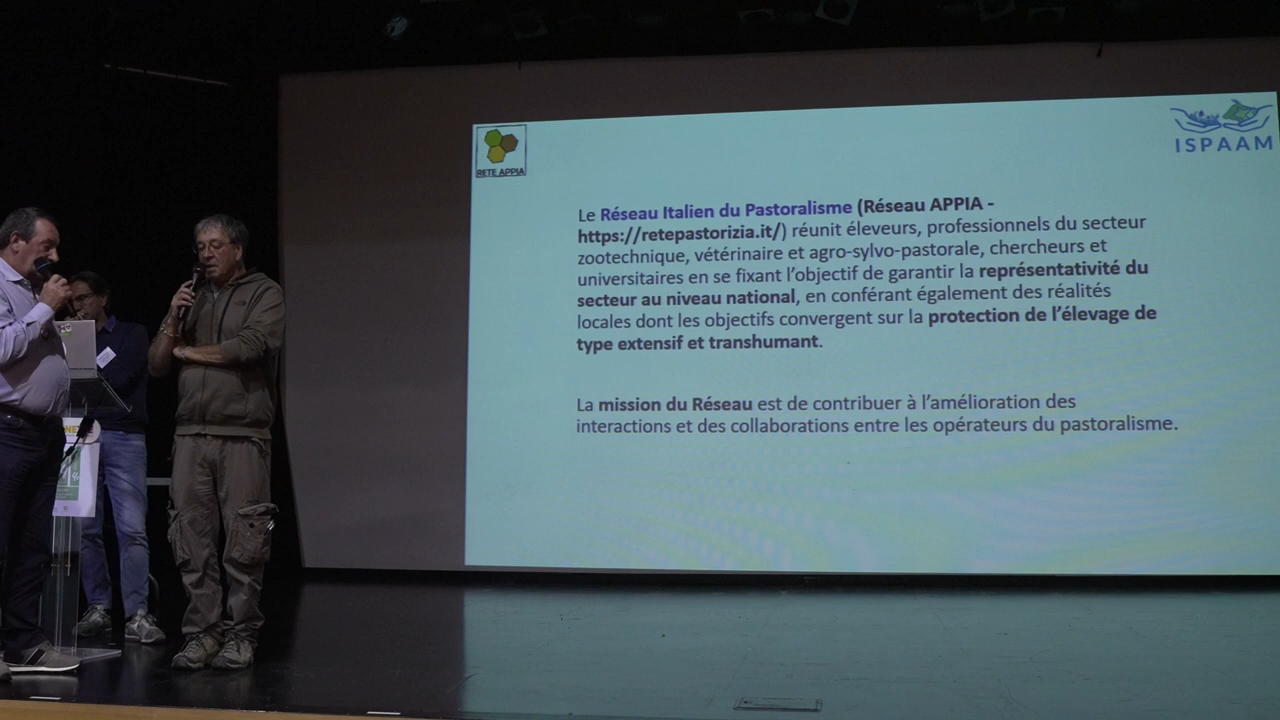 RETE APPIA
ISPAAM
Le Réseau Italien du Pastoralisme (Réseau APPIA -
https://retepastorizia.it/) réunit éleveurs, professionnels du secteur
zootechnique, vétérinaire et agro-sylvo-pastorale, chercheurs et
universitaires en se fixant l’objectif de garantir la représentativité du
secteur au niveau national, en conférant également des réalités
locales dont les objectifs convergent sur la protection de l’élevage de
type extensif et transhumant.
La mission du Réseau est de contribuer à l’amélioration des
interactions et des collaborations entre les opérateurs du pastoralisme.